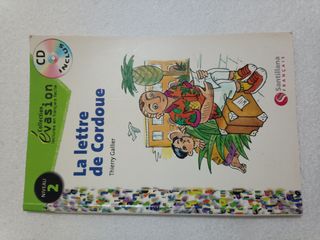 CD
INCLUS
Collection
évasion
La lettre
de Cordoue
Thierry Gallier
Santillana
FRANÇAIS
NIVEAU
2